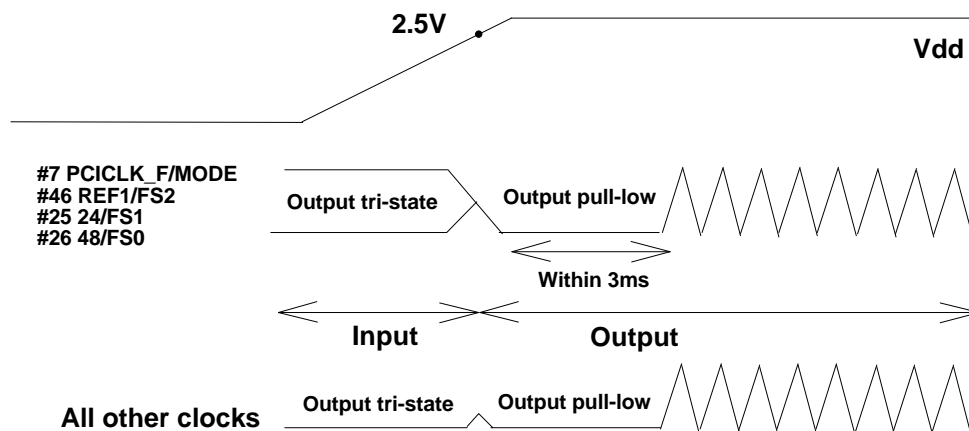 2.5V
Vdd
#7 PCICLK_F/MODE
#46 REF1/FS2
#25 24/FS1
#26 48/FS0
Output tri-state
Output pull-low
Within 3ms
Input
Output
All other clocks
Output tri-state
Output pull-low